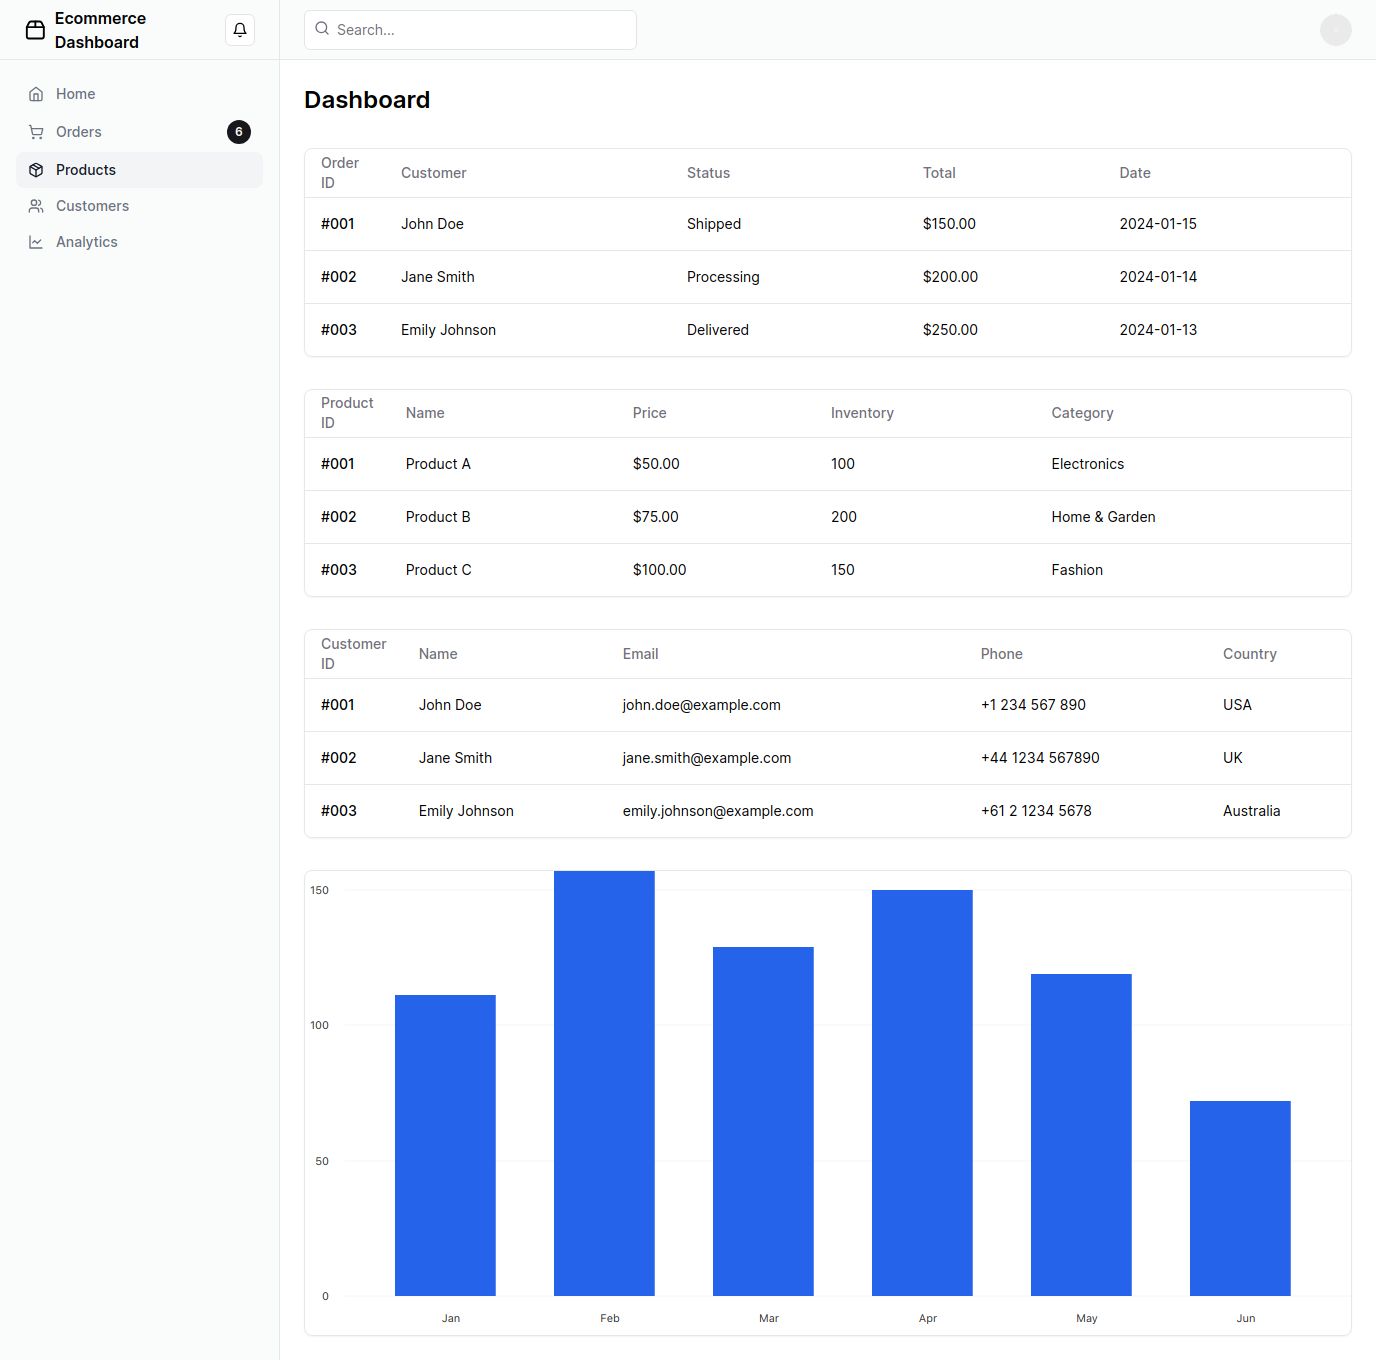 Ecommerce
Dashboard
Search...
Home
Orders 6
Products
Customers
Analytics
Dashboard
Order
ID Customer Status Total Date
#001 John Doe Shipped $150.00 2024-01-15
#002 Jane Smith Processing $200.00 2024-01-14
#003 Emily Johnson Delivered $250.00 2024-01-13
Product
ID Name Price Inventory Category
#001 Product A $50.00 100 Electronics
#002 Product B $75.00 200 Home & Garden
#003 Product C $100.00 150 Fashion
Customer
ID Name Email Phone Country
#001 John Doe john.doe@example.com +1 234 567 890 USA
#002 Jane Smith jane.smith@example.com +44 1234 567890 UK
#003 Emily Johnson emily.johnson@example.com +61 2 1234 5678 Australia
150
100
50
0
Jan Feb Mar Apr May Jun